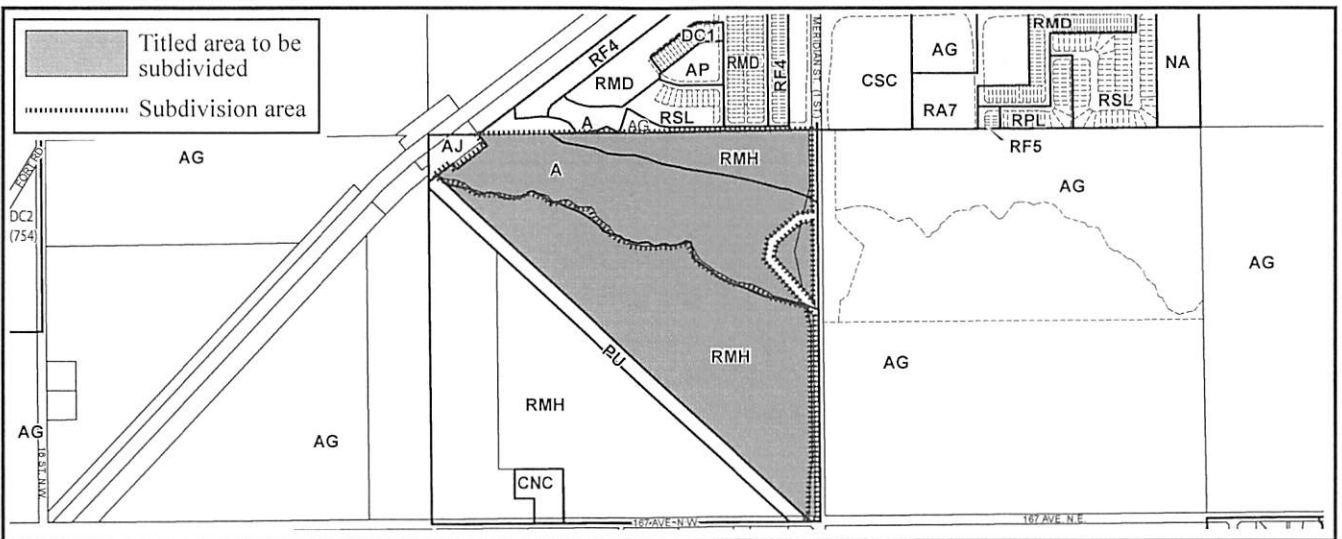 Titled area to be
subdivided
Subdivision area
RF4
DC1
RMD
AP
RMD
RF4
MERIDIAN ST. (1 ST.)
A
AG
RSL
CSC
AG
RA7
RMD
RPL
RSL
NA
RF5
AG
AJ
A
RMH
AG
AG
FORT RD
DC2
(754)
RMH
PU
AG
RMH
AG
AG
CNC
16 ST. N.W.
167 AVE N.W.
167 AVE. N.E.